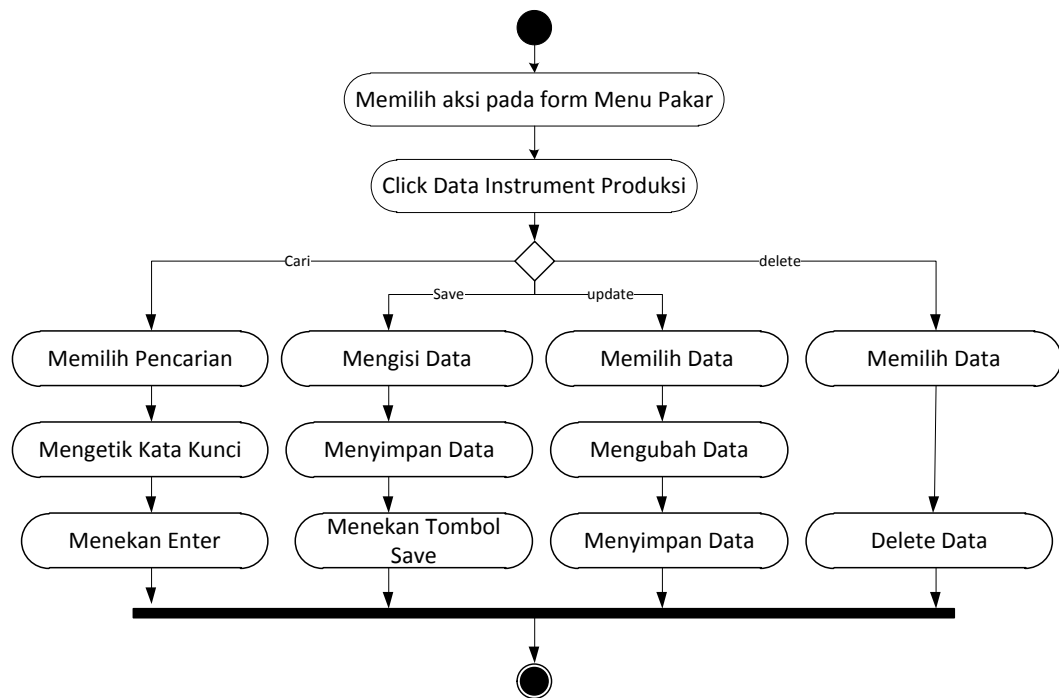 Memilih aksi pada form Menu Pakar
Click Data Instrument Produksi
Cari
delete
Save
update
Memilih Pencarian
Mengisi Data
Memilih Data
Memilih Data
Mengetik Kata Kunci
Menyimpan Data
Mengubah Data
Menekan Enter
Menekan Tombol
Save
Menyimpan Data
Delete Data